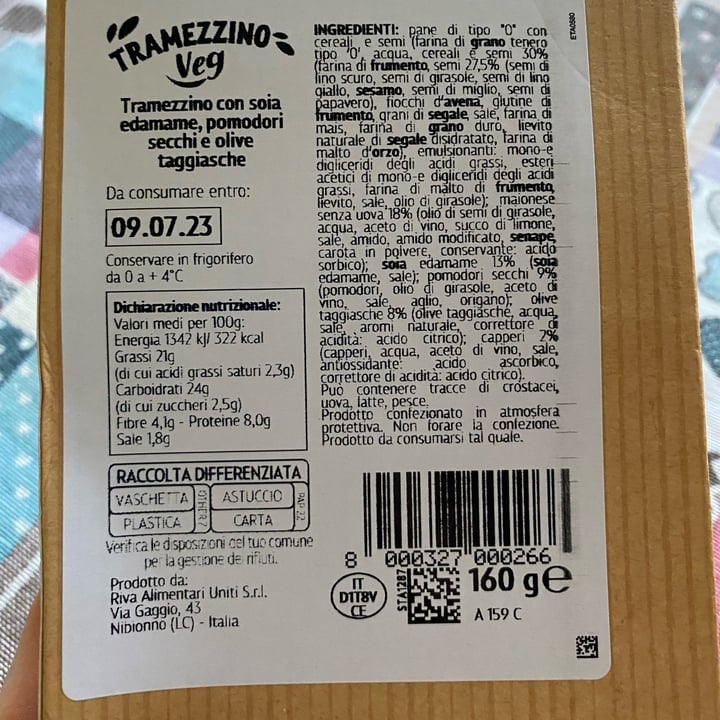 TRAMEZZINO
Veg
Tramezzino con soia
edamame, pomodori
secchi e olive
taggiasche
Da consumare entro:
09.07.23
Conservare in frigorifero
da 0 a + 4°C
Dichiarazione nutrizionale:
Valori medi per 100g:
Energia 1342 kJ/ 322 kcal
Grassi 21g
(di cui acidi grassi saturi 2,3g)
Carboidrati 24g
(di cui zuccheri 2,5g)
Fibre 4,1g - Proteine 8,0g
Sale 1,8g
RACCOLTA DIFFERENZIATA
VASCHETTA
PLASTICA
OTHER 7
ASTUCCIO
CARTA
PAP 22
Verifica le disposizioni del tuo comune
per la gestione dei rifiuti.
Prodotto da:
Riva Alimentari Uniti S.r.l.
Via Gaggio, 43
Nibionno (LC) - Italia
INGREDIENTI: pane di tipo "0" con
cereali e semi (farina di grano tenero
tipo "0", acqua, cereali e semi 30%
(farina di frumento, semi 27,5% (semi di
lino scuro, semi di girasole, semi di lino
giallo, sesamo, semi di miglio, semi di
papavero), fiocchi d'avena, glutine di
frumento, grani di segale, sale, farina di
mais, farina di grano duro, lievito
naturale di segale disidratato, farina di
malto d'orzo), emulsionanti: mono-e
digliceridi degli acidi grassi, esteri
acetici di mono-e digliceridi degli acidi
grassi, farina di malto di frumento,
lievito, sale, olio di girasole); maionese
senza uova 18% (olio di semi di girasole,
acqua, aceto di vino, succo di limone,
sale, amido, amido modificato, senape,
carota in polvere, conservante: acido
sorbico); soia edamame 13% (soia
edamame, sale); pomodori secchi 9%
(pomodori, olio di girasole, aceto di
vino, sale, aglio, origano); olive
taggiasche 8% (olive taggiasche, acqua,
sale, aromi naturale, correttore di
acidità: acido citrico); capperi 2%
(capperi, acqua, aceto di vino, sale,
antiossidante: acido ascorbico,
correttore di acidità: acido citrico).
Può contenere tracce di crostacei,
uova, latte, pesce.
Prodotto confezionato in atmosfera
protettiva. Non forare la confezione.
Prodotto da consumarsi tal quale.
ETA0580
8 000327 000266
IT
D1T8V
CE
STA1287
160 g℮
A 159 C